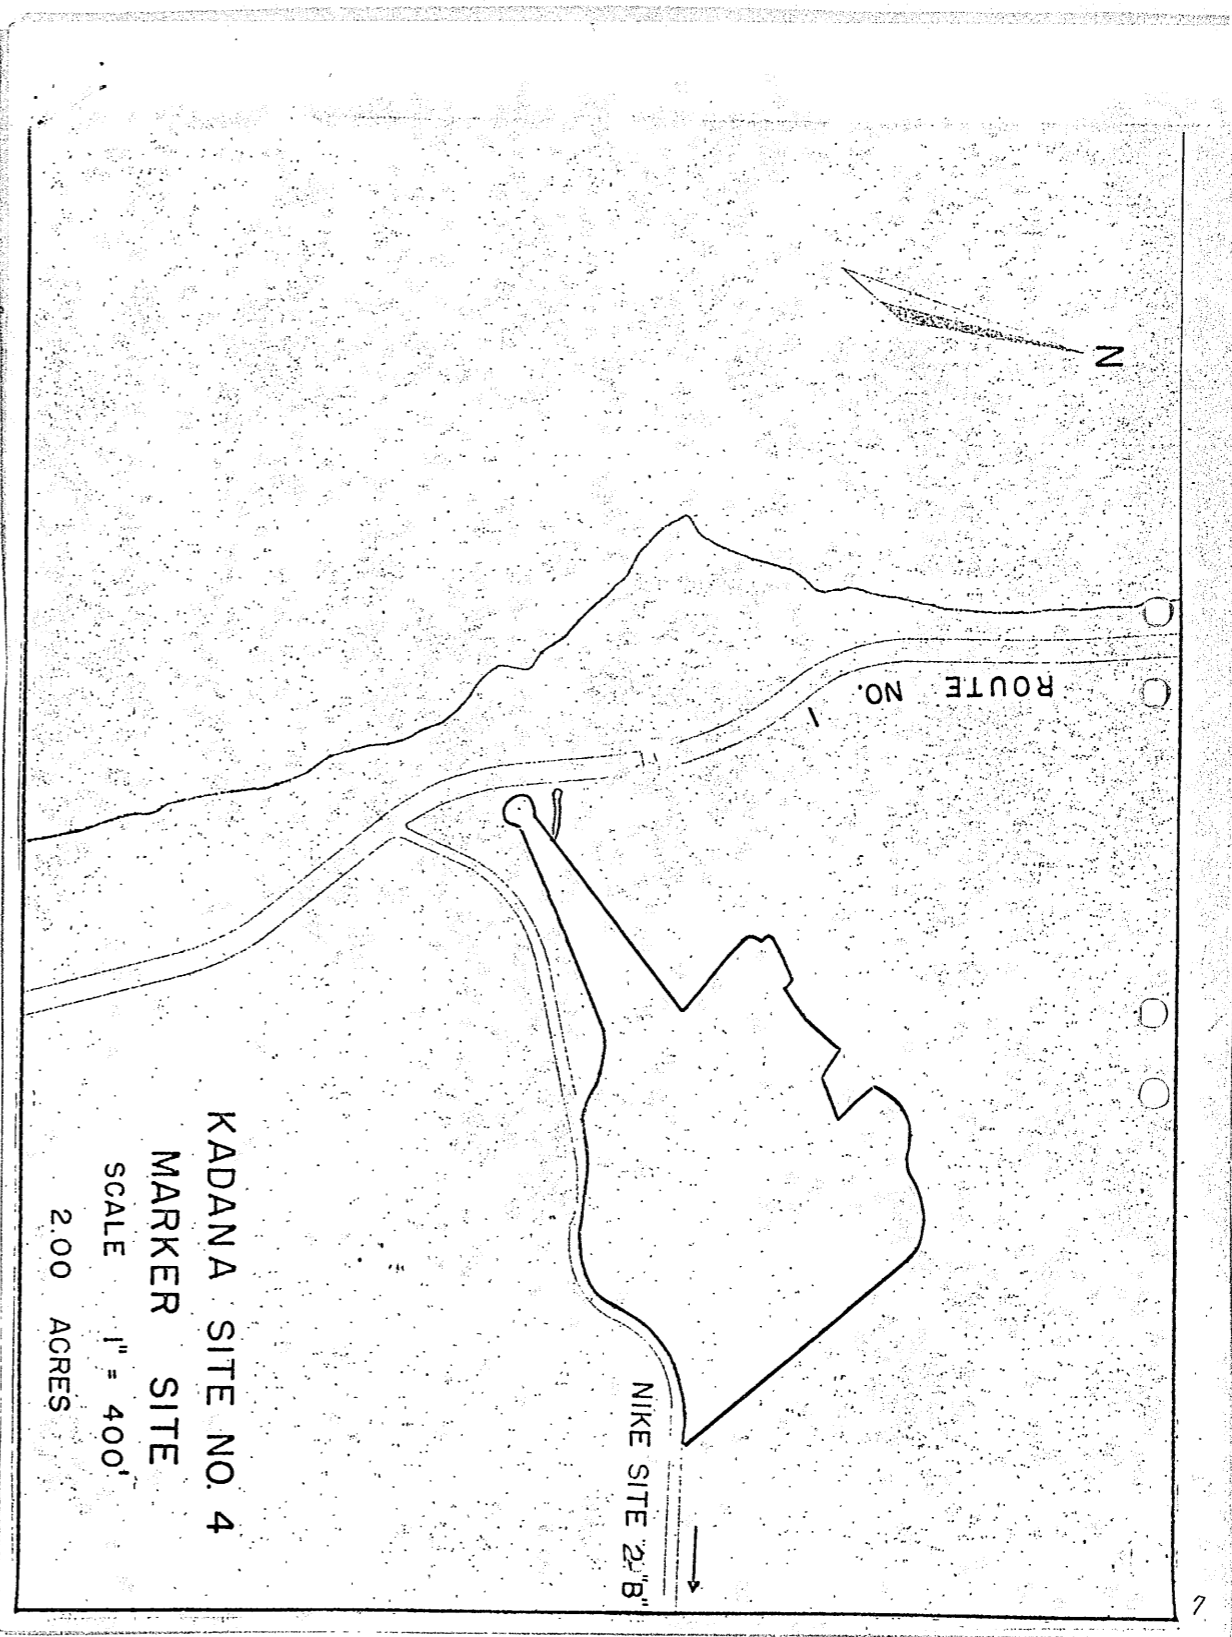 N
ROUTE NO. 1
NIKE SITE 2 "B"
KADANA SITE NO. 4
MARKER SITE
SCALE 1" = 400'
2.00 ACRES
7